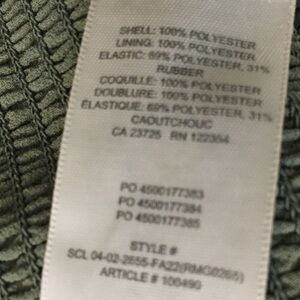 SHELL: 100% POLYESTER
LINING: 100% POLYESTER
ELASTIC: 69% POLYESTER, 31%
RUBBER
COQUILLE: 100% POLYESTER
DOUBLURE: 100% POLYESTER
ÉLASTIQUE: 69% POLYESTER, 31%
CAOUTCHOUC
CA 23725 RN 122354
PO 4500177383
PO 4500177384
PO 4500177385
STYLE #
SCL 04-02-2655-FA22(RMG0265)
ARTICLE # 100490